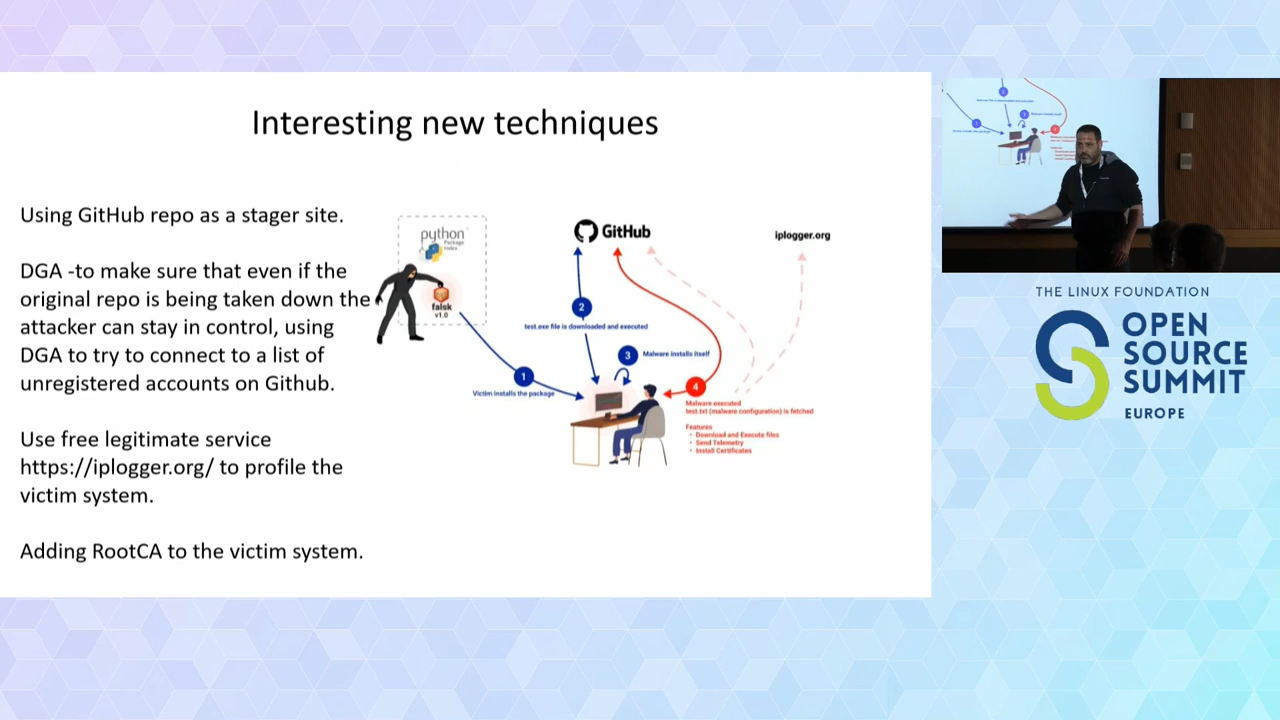 Interesting new techniques
Using GitHub repo as a stager site.
DGA -to make sure that even if the
original repo is being taken down the
attacker can stay in control, using
DGA to try to connect to a list of
unregistered accounts on Github.
Use free legitimate service
https://iplogger.org/ to profile the
victim system.
Adding RootCA to the victim system.
python
Package
Index
falsk
v1.0
1
Victim installs the package
GitHub
2
test.exe file is downloaded and executed
3
Malware installs itself
iplogger.org
4
Malware executed
test.txt (malware configuration) is fetched
Features
• Download and Execute files
• Send Telemetry
• Install Certificates
THE LINUX FOUNDATION
OPEN
SOURCE
SUMMIT
EUROPE